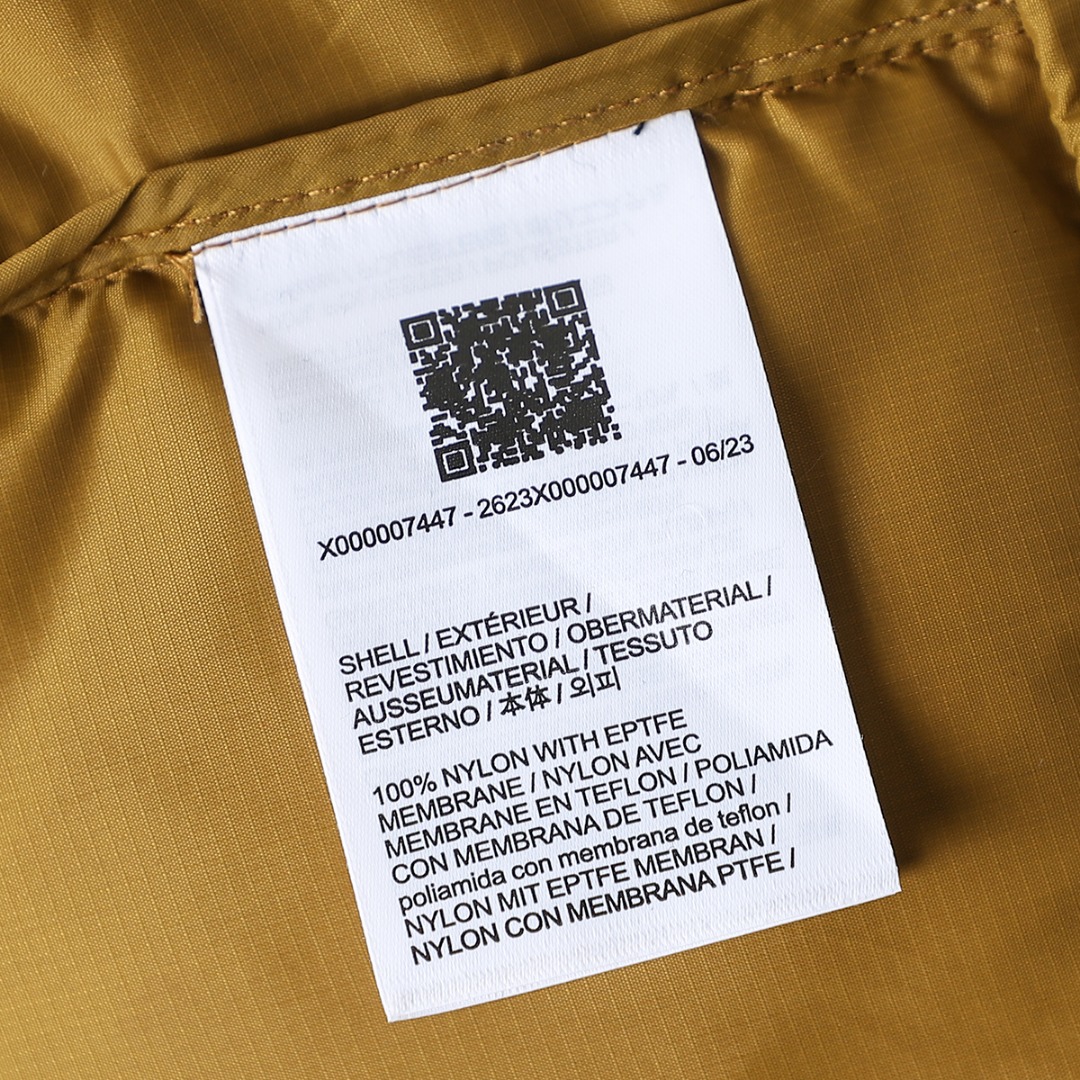 X000007447 - 2623X000007447 - 06/23
SHELL / EXTÉRIEUR /
REVESTIMIENTO / OBERMATERIAL /
AUSSEUMATERIAL / TESSUTO
ESTERNO / 本体 / 외피
100% NYLON WITH EPTFE
MEMBRANE / NYLON AVEC
MEMBRANE EN TEFLON / POLIAMIDA
CON MEMBRANA DE TEFLON /
poliamida con membrana de teflon /
NYLON MIT EPTFE MEMBRAN /
NYLON CON MEMBRANA PTFE /